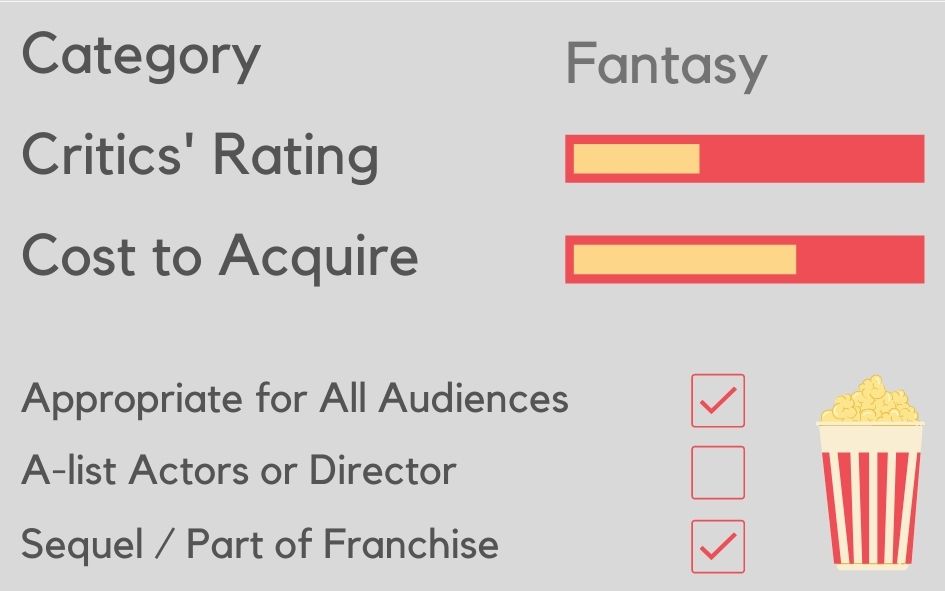 Category
Fantasy
Critics' Rating
Cost to Acquire
Appropriate for All Audiences
A-list Actors or Director
Sequel / Part of Franchise